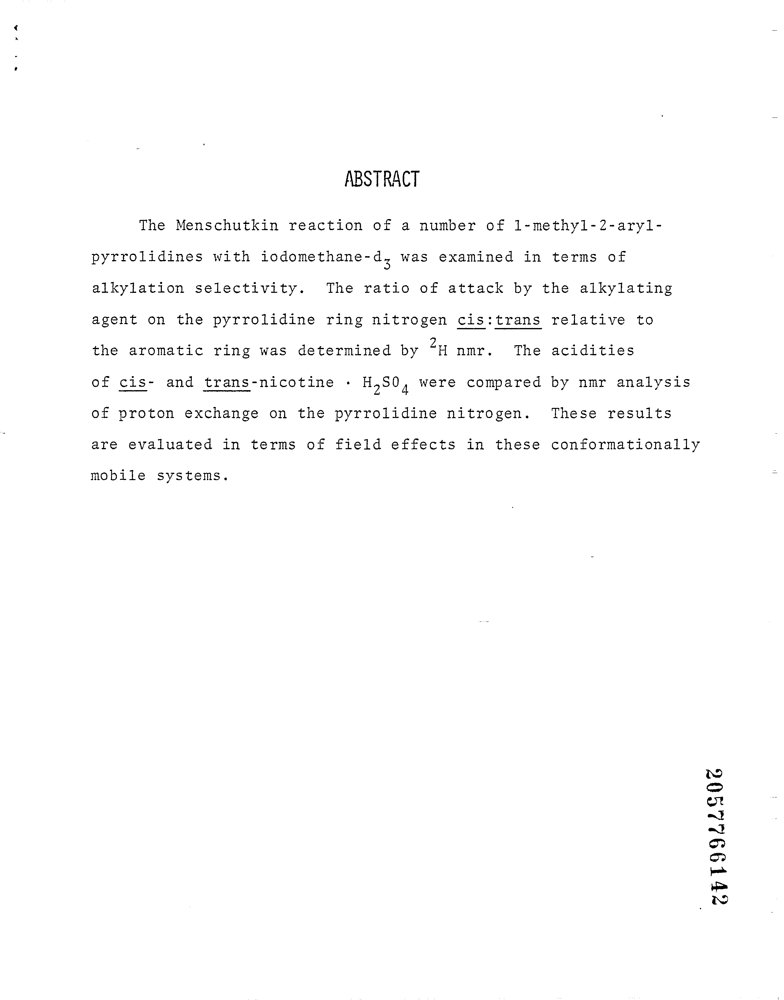 ABSTRACT
The Menschutkin reaction of a number of 1-methyl-2-aryl-
pyrrolidines with iodomethane-d₃ was examined in terms of
alkylation selectivity. The ratio of attack by the alkylating
agent on the pyrrolidine ring nitrogen cis:trans relative to
the aromatic ring was determined by ²H nmr. The acidities
of cis- and trans-nicotine · H₂SO₄ were compared by nmr analysis
of proton exchange on the pyrrolidine nitrogen. These results
are evaluated in terms of field effects in these conformationally
mobile systems.
2057766142